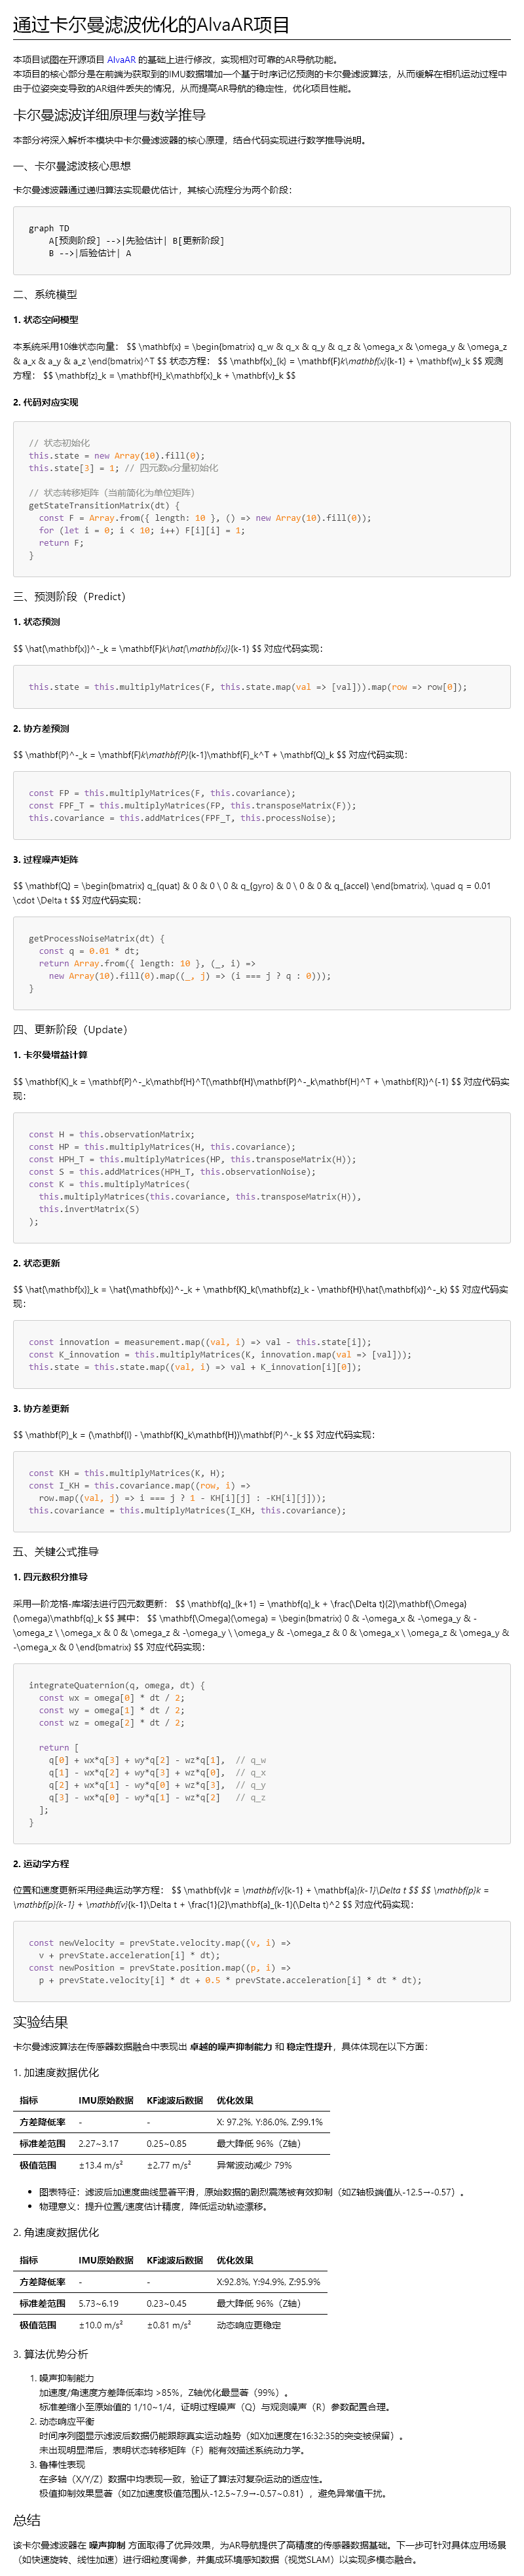 通过卡尔曼滤波优化的AlvaAR项目
本项目试图在开源项目 AlvaAR 的基础上进行修改，实现相对可靠的AR导航功能。
本项目的核心部分是在前端为获取到的IMU数据增加一个基于时序记忆预测的卡尔曼滤波算法，从而缓解在相机运动过程中
由于位姿突变导致的AR组件丢失的情况，从而提高AR导航的稳定性，优化项目性能。
卡尔曼滤波详细原理与数学推导
本部分将深入解析本模块中卡尔曼滤波器的核心原理，结合代码实现进行数学推导说明。
一、卡尔曼滤波核心思想
卡尔曼滤波器通过递归算法实现最优估计，其核心流程分为两个阶段：
graph TD
A[预测阶段] -->|先验估计| B[更新阶段]
B -->|后验估计| A
二、系统模型
1. 状态空间模型
本系统采用10维状态向量： $$ \mathbf{x} = \begin{bmatrix} q_w & q_x & q_y & q_z & \omega_x & \omega_y & \omega_z
& a_x & a_y & a_z \end{bmatrix}^T $$ 状态方程： $$ \mathbf{x}_{k} = \mathbf{F}k\mathbf{x}{k-1} + \mathbf{w}_k $$ 观测
方程： $$ \mathbf{z}_k = \mathbf{H}_k\mathbf{x}_k + \mathbf{v}_k $$
2. 代码对应实现
// 状态初始化
this.state = new Array(10).fill(0);
this.state[3] = 1; // 四元数w分量初始化
// 状态转移矩阵（当前简化为单位矩阵）
getStateTransitionMatrix(dt) {
const F = Array.from({ length: 10 }, () => new Array(10).fill(0));
for (let i = 0; i < 10; i++) F[i][i] = 1;
return F;
}
三、预测阶段（Predict）
1. 状态预测
$$ \hat{\mathbf{x}}^-_k = \mathbf{F}k\hat{\mathbf{x}}{k-1} $$ 对应代码实现：
this.state = this.multiplyMatrices(F, this.state.map(val => [val])).map(row => row[0]);
2. 协方差预测
$$ \mathbf{P}^-_k = \mathbf{F}k\mathbf{P}{k-1}\mathbf{F}_k^T + \mathbf{Q}_k $$ 对应代码实现：
const FP = this.multiplyMatrices(F, this.covariance);
const FPF_T = this.multiplyMatrices(FP, this.transposeMatrix(F));
this.covariance = this.addMatrices(FPF_T, this.processNoise);
3. 过程噪声矩阵
$$ \mathbf{Q} = \begin{bmatrix} q_{quat} & 0 & 0 \ 0 & q_{gyro} & 0 \ 0 & 0 & q_{accel} \end{bmatrix}, \quad q = 0.01
\cdot \Delta t $$ 对应代码实现：
getProcessNoiseMatrix(dt) {
const q = 0.01 * dt;
return Array.from({ length: 10 }, (_, i) =>
new Array(10).fill(0).map((_, j) => (i === j ? q : 0)));
}
四、更新阶段（Update）
1. 卡尔曼增益计算
$$ \mathbf{K}_k = \mathbf{P}^-_k\mathbf{H}^T(\mathbf{H}\mathbf{P}^-_k\mathbf{H}^T + \mathbf{R})^{-1} $$ 对应代码实
现：
const H = this.observationMatrix;
const HP = this.multiplyMatrices(H, this.covariance);
const HPH_T = this.multiplyMatrices(HP, this.transposeMatrix(H));
const S = this.addMatrices(HPH_T, this.observationNoise);
const K = this.multiplyMatrices(
this.multiplyMatrices(this.covariance, this.transposeMatrix(H)),
this.invertMatrix(S)
);
2. 状态更新
$$ \hat{\mathbf{x}}_k = \hat{\mathbf{x}}^-_k + \mathbf{K}_k(\mathbf{z}_k - \mathbf{H}\hat{\mathbf{x}}^-_k) $$ 对应代码实
现：
const innovation = measurement.map((val, i) => val - this.state[i]);
const K_innovation = this.multiplyMatrices(K, innovation.map(val => [val]));
this.state = this.state.map((val, i) => val + K_innovation[i][0]);
3. 协方差更新
$$ \mathbf{P}_k = (\mathbf{I} - \mathbf{K}_k\mathbf{H})\mathbf{P}^-_k $$ 对应代码实现：
const KH = this.multiplyMatrices(K, H);
const I_KH = this.covariance.map((row, i) =>
row.map((val, j) => i === j ? 1 - KH[i][j] : -KH[i][j]));
this.covariance = this.multiplyMatrices(I_KH, this.covariance);
五、关键公式推导
1. 四元数积分推导
采用一阶龙格-库塔法进行四元数更新： $$ \mathbf{q}_{k+1} = \mathbf{q}_k + \frac{\Delta t}{2}\mathbf{\Omega}
(\omega)\mathbf{q}_k $$ 其中： $$ \mathbf{\Omega}(\omega) = \begin{bmatrix} 0 & -\omega_x & -\omega_y & -
\omega_z \ \omega_x & 0 & \omega_z & -\omega_y \ \omega_y & -\omega_z & 0 & \omega_x \ \omega_z & \omega_y &
-\omega_x & 0 \end{bmatrix} $$ 对应代码实现：
integrateQuaternion(q, omega, dt) {
const wx = omega[0] * dt / 2;
const wy = omega[1] * dt / 2;
const wz = omega[2] * dt / 2;
return [
q[0] + wx*q[3] + wy*q[2] - wz*q[1], // q_w
q[1] - wx*q[2] + wy*q[3] + wz*q[0], // q_x
q[2] + wx*q[1] - wy*q[0] + wz*q[3], // q_y
q[3] - wx*q[0] - wy*q[1] - wz*q[2] // q_z
];
}
2. 运动学方程
位置和速度更新采用经典运动学方程： $$ \mathbf{v}k = \mathbf{v}{k-1} + \mathbf{a}{k-1}\Delta t $$ $$ \mathbf{p}k =
\mathbf{p}{k-1} + \mathbf{v}{k-1}\Delta t + \frac{1}{2}\mathbf{a}_{k-1}(\Delta t)^2 $$ 对应代码实现：
const newVelocity = prevState.velocity.map((v, i) =>
v + prevState.acceleration[i] * dt);
const newPosition = prevState.position.map((p, i) =>
p + prevState.velocity[i] * dt + 0.5 * prevState.acceleration[i] * dt * dt);
实验结果
卡尔曼滤波算法在传感器数据融合中表现出 卓越的噪声抑制能力 和 稳定性提升，具体体现在以下方面：
1. 加速度数据优化
指标 IMU原始数据 KF滤波后数据 优化效果
方差降低率 - - X: 97.2%, Y:86.0%, Z:99.1%
标准差范围 2.27~3.17 0.25~0.85 最大降低 96%（Z轴）
极值范围 ±13.4 m/s² ±2.77 m/s² 异常波动减少 79%
• 图表特征：滤波后加速度曲线显著平滑，原始数据的剧烈震荡被有效抑制（如Z轴极端值从-12.5→-0.57）。
• 物理意义：提升位置/速度估计精度，降低运动轨迹漂移。
2. 角速度数据优化
指标 IMU原始数据 KF滤波后数据 优化效果
方差降低率 - - X:92.8%, Y:94.9%, Z:95.9%
标准差范围 5.73~6.19 0.23~0.45 最大降低 96%（Z轴）
极值范围 ±10.0 m/s² ±0.81 m/s² 动态响应更稳定
3. 算法优势分析
1. 噪声抑制能力
加速度/角速度方差降低率均 >85%，Z轴优化最显著（99%）。
标准差缩小至原始值的 1/10~1/4，证明过程噪声（Q）与观测噪声（R）参数配置合理。
2. 动态响应平衡
时间序列图显示滤波后数据仍能跟踪真实运动趋势（如X加速度在16:32:35的突变被保留）。
未出现明显滞后，表明状态转移矩阵（F）能有效描述系统动力学。
3. 鲁棒性表现
在多轴（X/Y/Z）数据中均表现一致，验证了算法对复杂运动的适应性。
极值抑制效果显著（如Z加速度极值范围从-12.5~7.9→-0.57~0.81），避免异常值干扰。
总结
该卡尔曼滤波器在 噪声抑制 方面取得了优异效果，为AR导航提供了高精度的传感器数据基础。下一步可针对具体应用场景
（如快速旋转、线性加速）进行细粒度调参，并集成环境感知数据（视觉SLAM）以实现多模态融合。